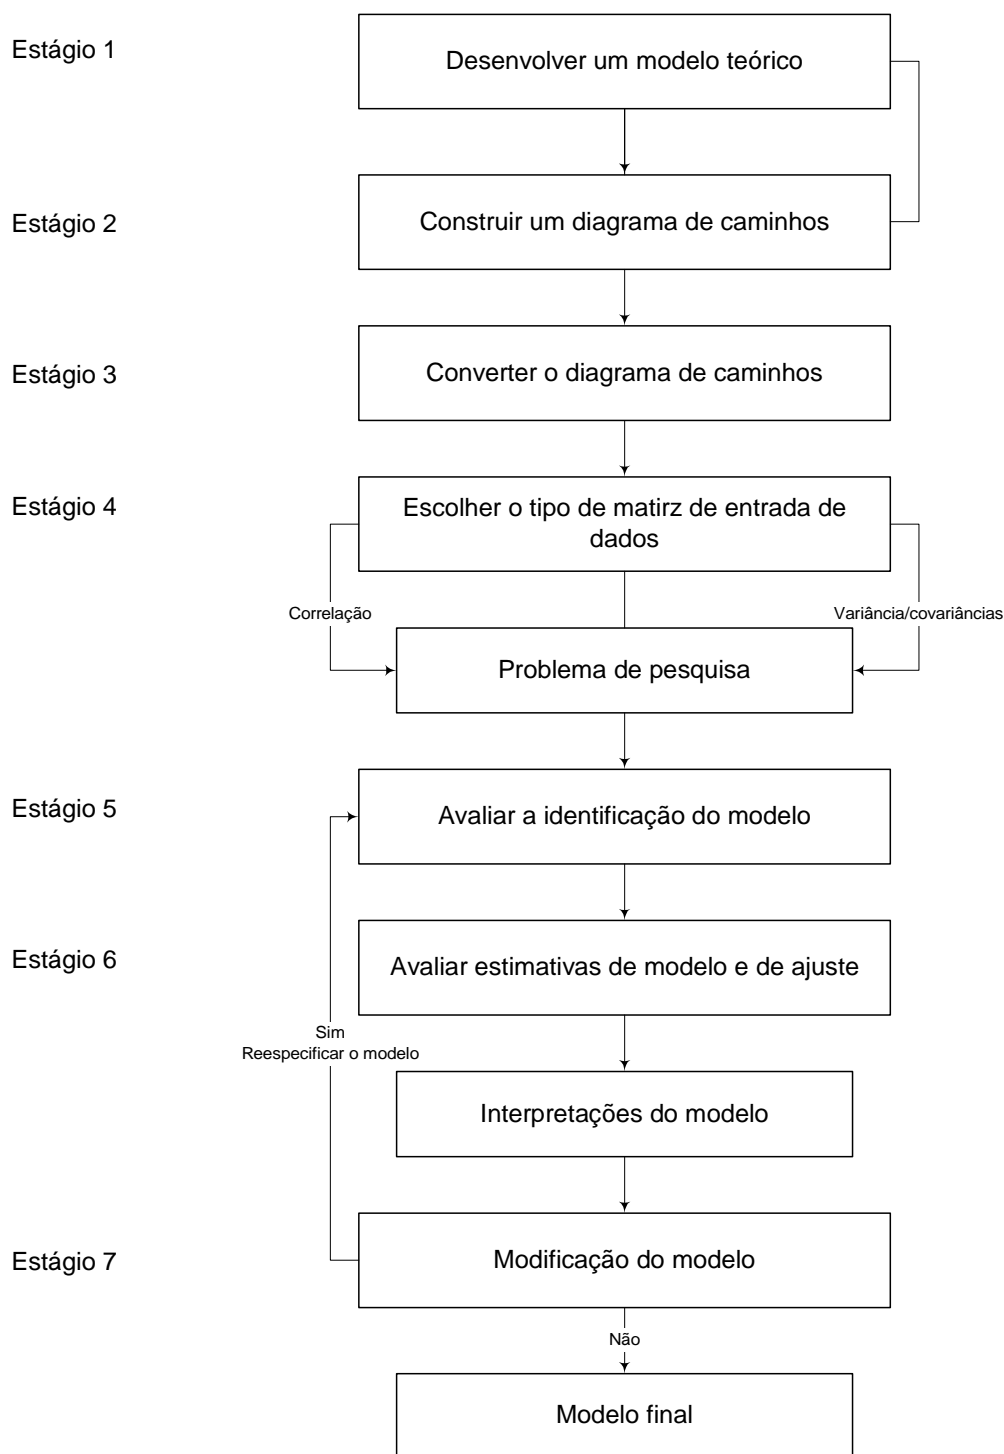 Estágio 1
Desenvolver um modelo teórico
Estágio 2
Construir um diagrama de caminhos
Estágio 3
Converter o diagrama de caminhos
Estágio 4
Escolher o tipo de matirz de entrada de
dados
Correlação
Variância/covariâncias
Problema de pesquisa
Estágio 5
Avaliar a identificação do modelo
Estágio 6
Avaliar estimativas de modelo e de ajuste
Sim
Reespecificar o modelo
Interpretações do modelo
Estágio 7
Modificação do modelo
Não
Modelo final